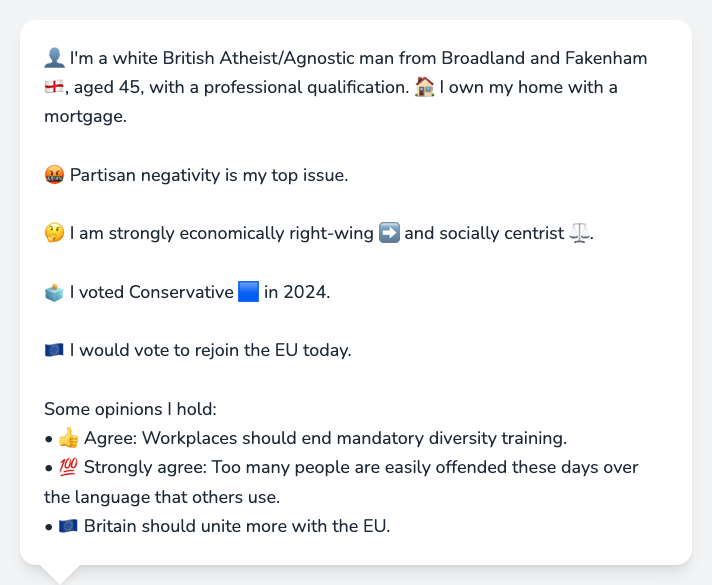 👤 I'm a white British Atheist/Agnostic man from Broadland and Fakenham
🏴󠁧󠁢󠁥󠁮󠁧󠁿, aged 45, with a professional qualification. 🏠 I own my home with a
mortgage.
🤬 Partisan negativity is my top issue.
🤔 I am strongly economically right-wing ➡️ and socially centrist ⚖️.
🗳️ I voted Conservative 🟦 in 2024.
🇪🇺 I would vote to rejoin the EU today.
Some opinions I hold:
• 👍 Agree: Workplaces should end mandatory diversity training.
• 💯 Strongly agree: Too many people are easily offended these days over
the language that others use.
• 🇪🇺 Britain should unite more with the EU.